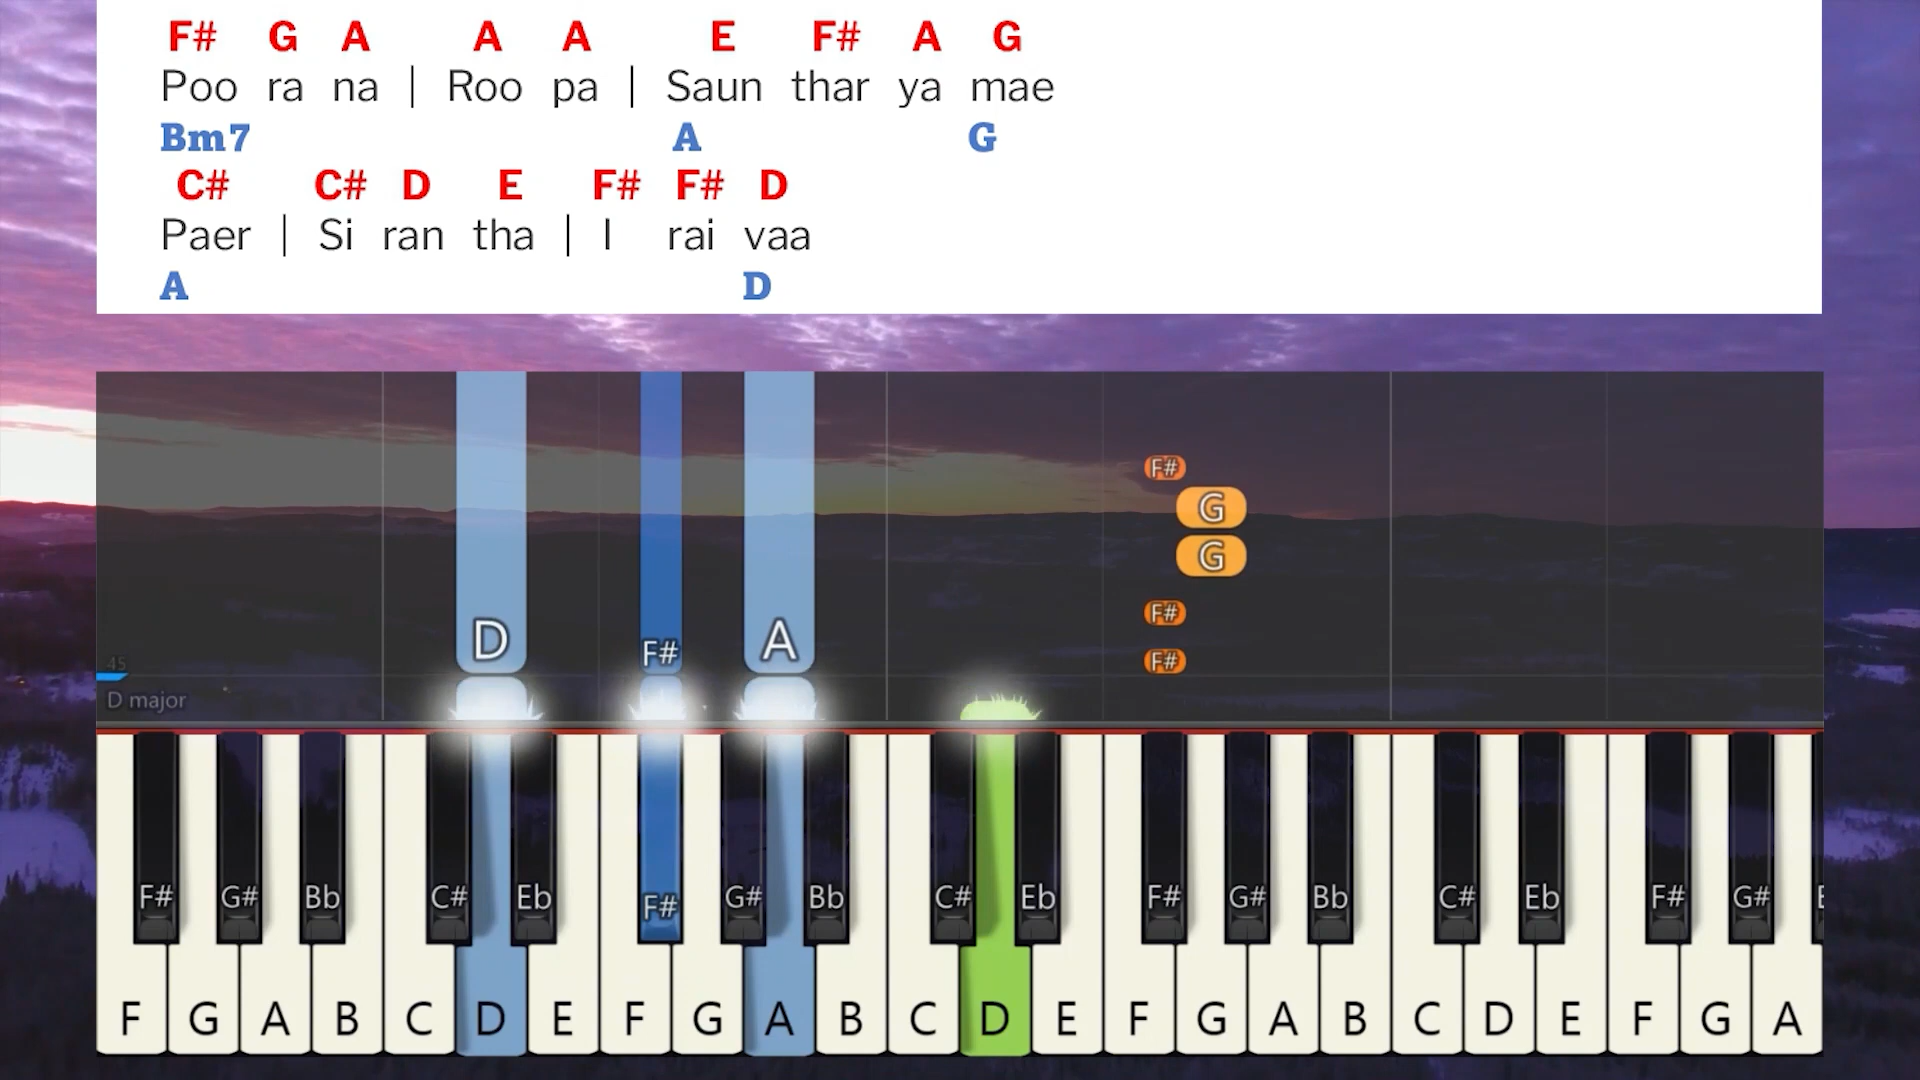 F# G A A A E F# A G
Poo ra na | Roo pa | Saun thar ya mae
Bm7 A G
C# C# D E F# F# D
Paer | Si ran tha | I rai vaa
A D
F#
G
G
F#
D F# A
F#
45
D major
F# G# Bb C# Eb F# G# Bb C# Eb F# G# Bb C# Eb F# G#
F G A B C D E F G A B C D E F G A B C D E F G A